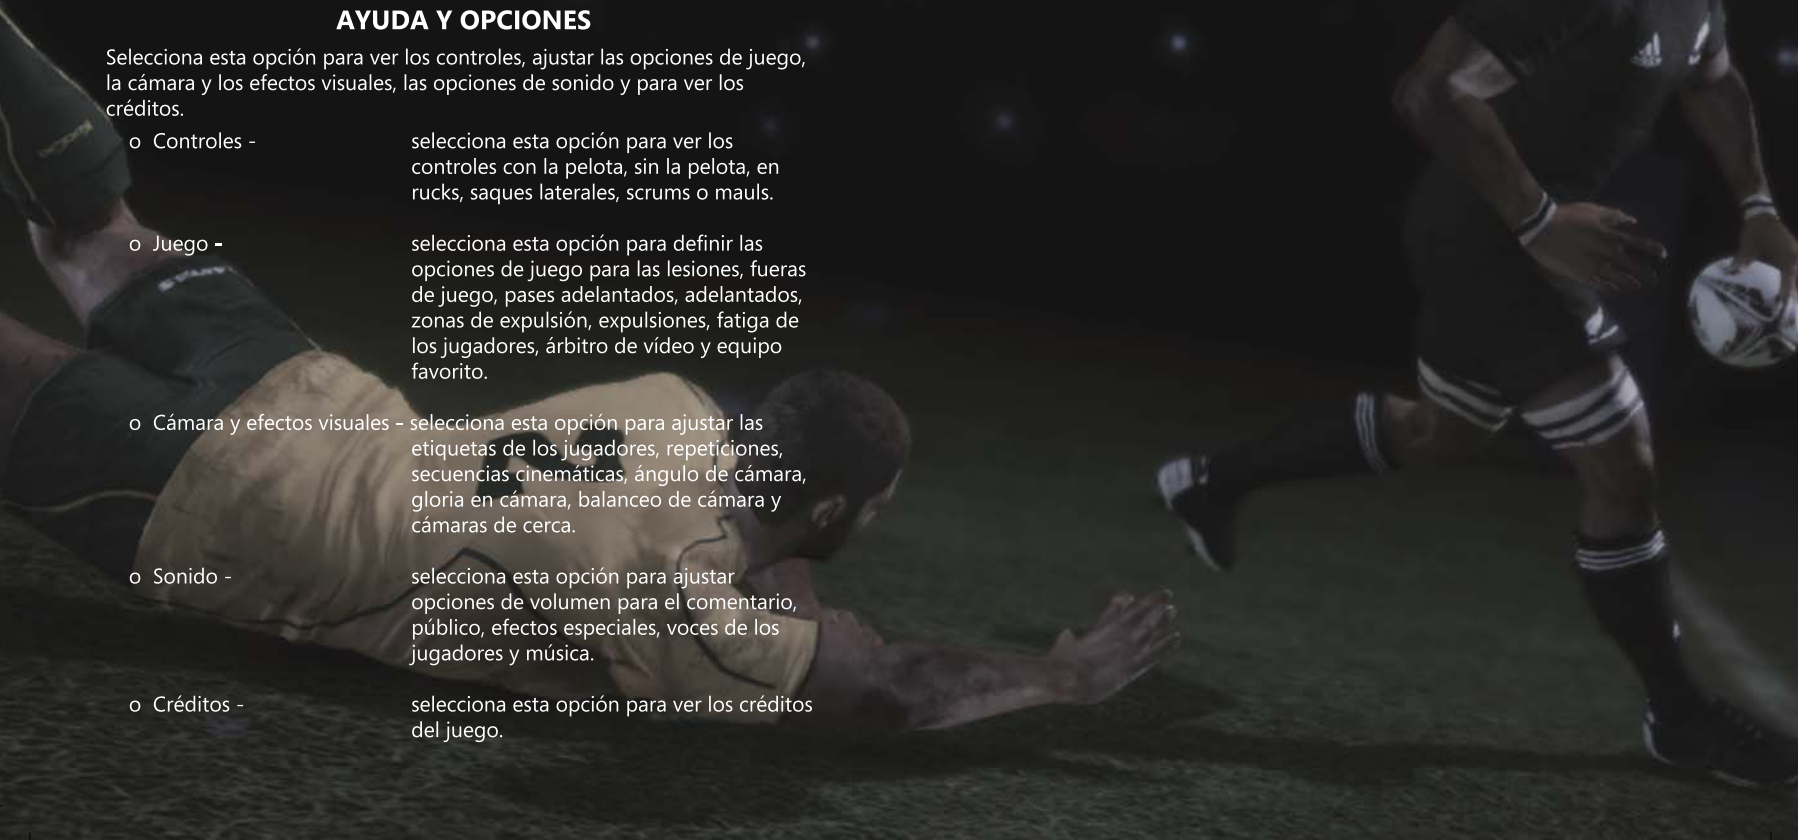 AYUDA Y OPCIONES
Selecciona esta opción para ver los controles, ajustar las opciones de juego,
la cámara y los efectos visuales, las opciones de sonido y para ver los
créditos.
o Controles - selecciona esta opción para ver los
controles con la pelota, sin la pelota, en
rucks, saques laterales, scrums o mauls.
o Juego - selecciona esta opción para definir las
opciones de juego para las lesiones, fueras
de juego, pases adelantados, adelantados,
zonas de expulsión, expulsiones, fatiga de
los jugadores, árbitro de vídeo y equipo
favorito.
o Cámara y efectos visuales - selecciona esta opción para ajustar las
etiquetas de los jugadores, repeticiones,
secuencias cinemáticas, ángulo de cámara,
gloria en cámara, balanceo de cámara y
cámaras de cerca.
o Sonido - selecciona esta opción para ajustar
opciones de volumen para el comentario,
público, efectos especiales, voces de los
jugadores y música.
o Créditos - selecciona esta opción para ver los créditos
del juego.